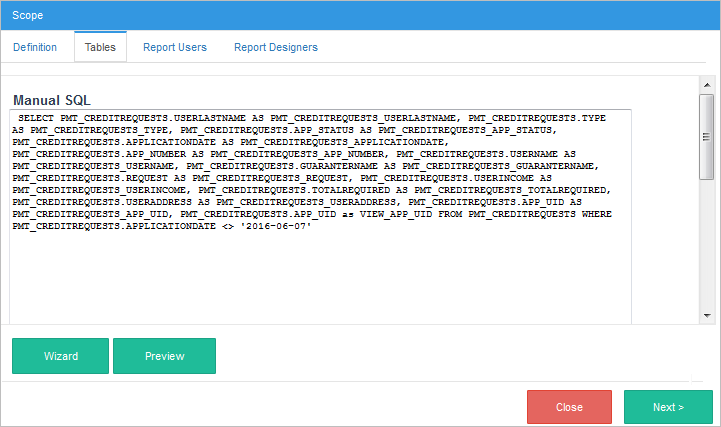 Scope
Definition Tables Report Users Report Designers
Manual SQL
SELECT PMT_CREDITREQUESTS.USERLASTNAME AS PMT_CREDITREQUESTS_USERLASTNAME, PMT_CREDITREQUESTS.TYPE
AS PMT_CREDITREQUESTS_TYPE, PMT_CREDITREQUESTS.APP_STATUS AS PMT_CREDITREQUESTS_APP_STATUS,
PMT_CREDITREQUESTS.APPLICATIONDATE AS PMT_CREDITREQUESTS_APPLICATIONDATE,
PMT_CREDITREQUESTS.APP_NUMBER AS PMT_CREDITREQUESTS_APP_NUMBER, PMT_CREDITREQUESTS.USERNAME AS
PMT_CREDITREQUESTS_USERNAME, PMT_CREDITREQUESTS.GUARANTERNAME AS PMT_CREDITREQUESTS_GUARANTERNAME,
PMT_CREDITREQUESTS.REQUEST AS PMT_CREDITREQUESTS_REQUEST, PMT_CREDITREQUESTS.USERINCOME AS
PMT_CREDITREQUESTS_USERINCOME, PMT_CREDITREQUESTS.TOTALREQUIRED AS PMT_CREDITREQUESTS_TOTALREQUIRED,
PMT_CREDITREQUESTS.USERADDRESS AS PMT_CREDITREQUESTS_USERADDRESS, PMT_CREDITREQUESTS.APP_UID AS
PMT_CREDITREQUESTS_APP_UID, PMT_CREDITREQUESTS.APP_UID as VIEW_APP_UID FROM PMT_CREDITREQUESTS WHERE
PMT_CREDITREQUESTS.APPLICATIONDATE <> '2016-06-07'
Wizard Preview
Close Next >